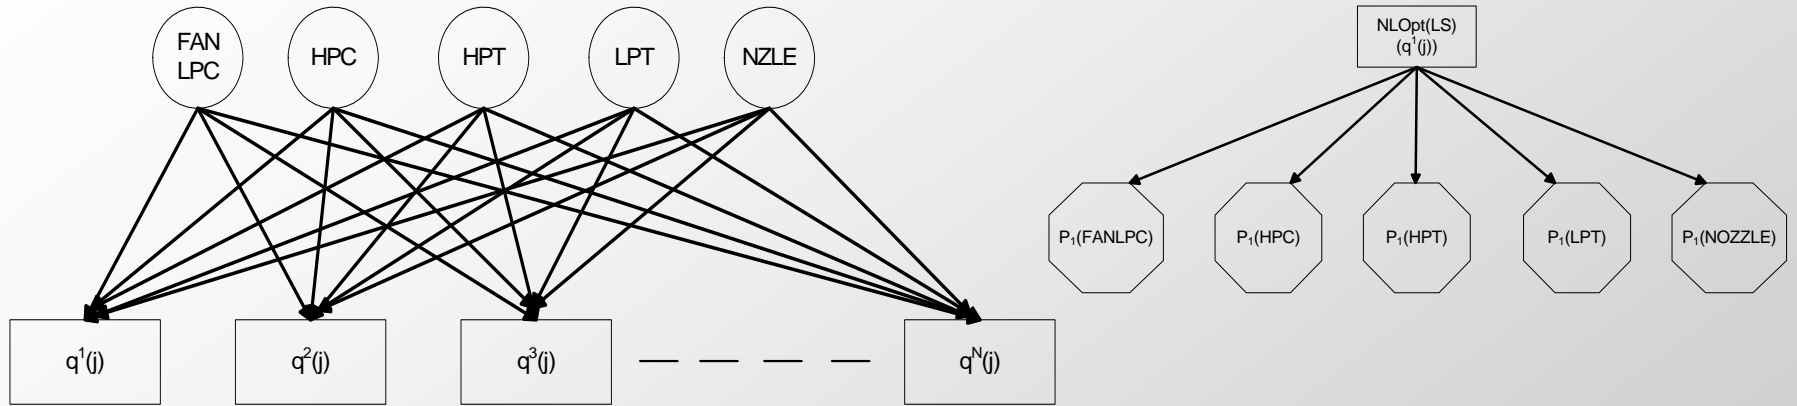 FAN
LPC
HPC
HPT
LPT
NZLE
q¹(j)
q²(j)
q³(j)
qᴺ(j)
NLOpt(LS)
(q¹(j))
P₁(FANLPC)
P₁(HPC)
P₁(HPT)
P₁(LPT)
P₁(NOZZLE)